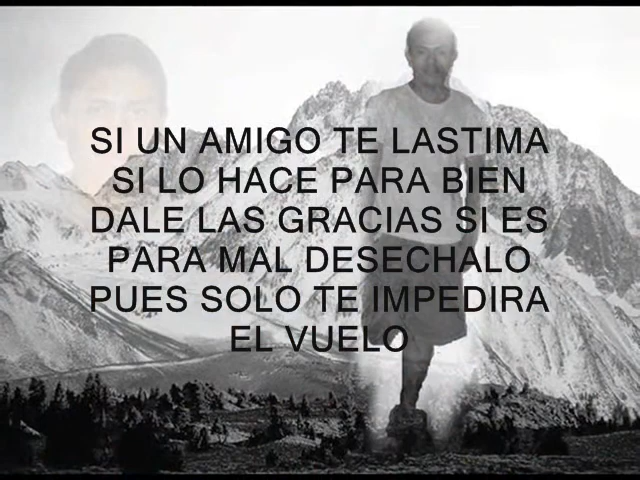 SI UN AMIGO TE LASTIMA
SI LO HACE PARA BIEN
DALE LAS GRACIAS SI ES
PARA MAL DESECHALO
PUES SOLO TE IMPEDIRA
EL VUELO